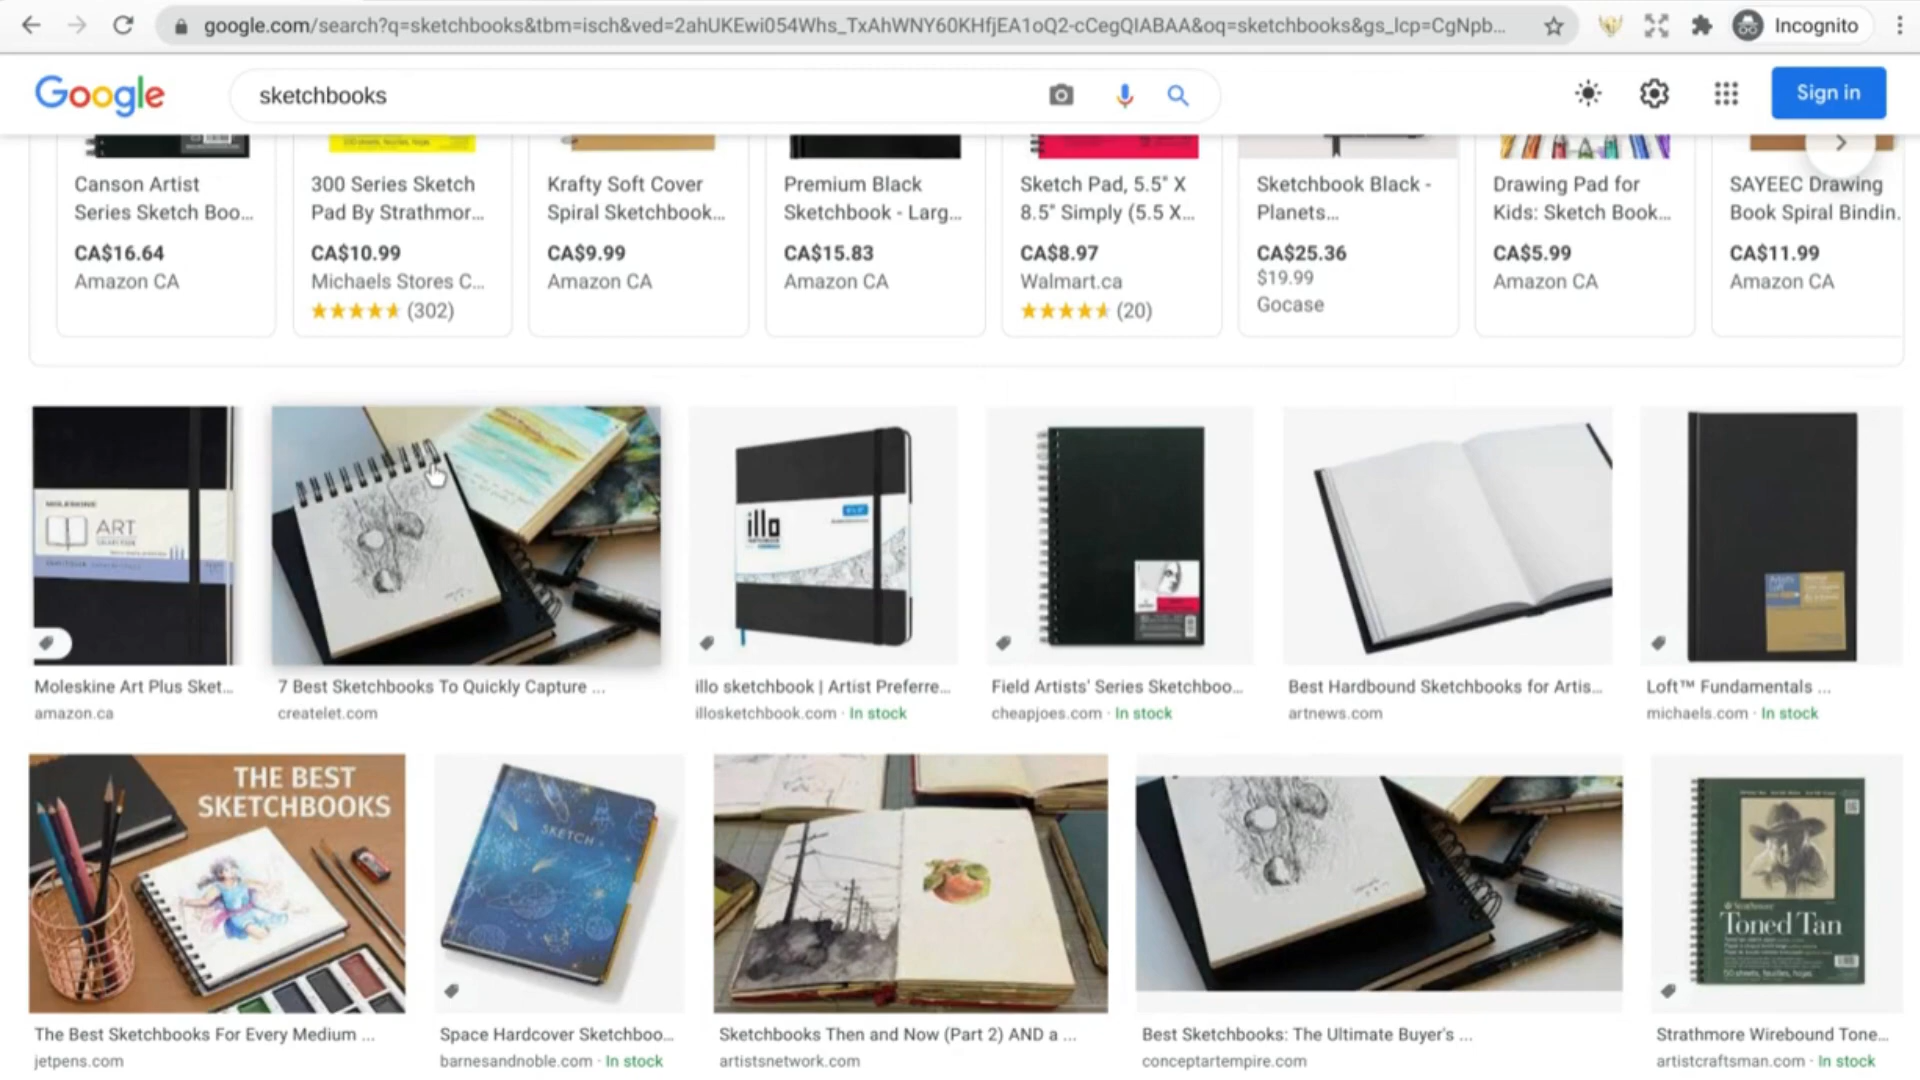 google.com/search?q=sketchbooks&tbm=isch&ved=2ahUKEwi054Whs_TxAhWNY60KHfjEA1oQ2-cCegQIABAA&oq=sketchbooks&gs_lcp=CgNpb...
Incognito
Google
sketchbooks
Sign in
Canson Artist
Series Sketch Boo...
CA$16.64
Amazon CA
300 Series Sketch
Pad By Strathmor...
CA$10.99
Michaels Stores C...
(302)
Krafty Soft Cover
Spiral Sketchbook...
CA$9.99
Amazon CA
Premium Black
Sketchbook - Larg...
CA$15.83
Amazon CA
Sketch Pad, 5.5" X
8.5" Simply (5.5 X...
CA$8.97
Walmart.ca
(20)
Sketchbook Black -
Planets...
CA$25.36
$19.99
Gocase
Drawing Pad for
Kids: Sketch Book...
CA$5.99
Amazon CA
SAYEEC Drawing
Book Spiral Bindin.
CA$11.99
Amazon CA
MOLESKINE
ART
illo
Moleskine Art Plus Sket...
amazon.ca
7 Best Sketchbooks To Quickly Capture ...
createlet.com
illo sketchbook | Artist Preferre...
illosketchbook.com · In stock
Field Artists' Series Sketchboo...
cheapjoes.com · In stock
Best Hardbound Sketchbooks for Artis...
artnews.com
Loft™ Fundamentals ...
michaels.com · In stock
THE BEST
SKETCHBOOKS
SKETCH
Strathmore
Toned Tan
50 sheets, feuilles, hojas
The Best Sketchbooks For Every Medium ...
jetpens.com
Space Hardcover Sketchboo...
barnesandnoble.com · In stock
Sketchbooks Then and Now (Part 2) AND a ...
artistsnetwork.com
Best Sketchbooks: The Ultimate Buyer's ...
conceptartempire.com
Strathmore Wirebound Tone...
artistcraftsman.com · In stock